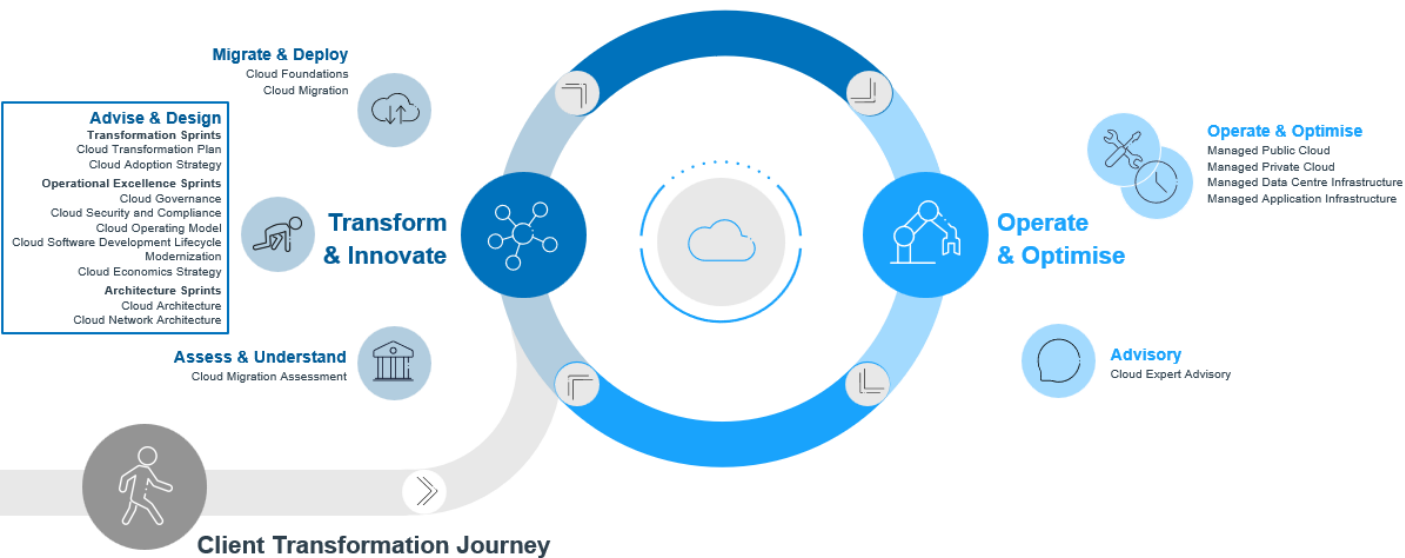 Migrate & Deploy
Cloud Foundations
Cloud Migration
Advise & Design
Transformation Sprints
Cloud Transformation Plan
Cloud Adoption Strategy
Operational Excellence Sprints
Cloud Governance
Cloud Security and Compliance
Cloud Operating Model
Cloud Software Development Lifecycle
Modernization
Cloud Economics Strategy
Architecture Sprints
Cloud Architecture
Cloud Network Architecture
Transform
& Innovate
Assess & Understand
Cloud Migration Assessment
Operate
& Optimise
Operate & Optimise
Managed Public Cloud
Managed Private Cloud
Managed Data Centre Infrastructure
Managed Application Infrastructure
Advisory
Cloud Expert Advisory
Client Transformation Journey